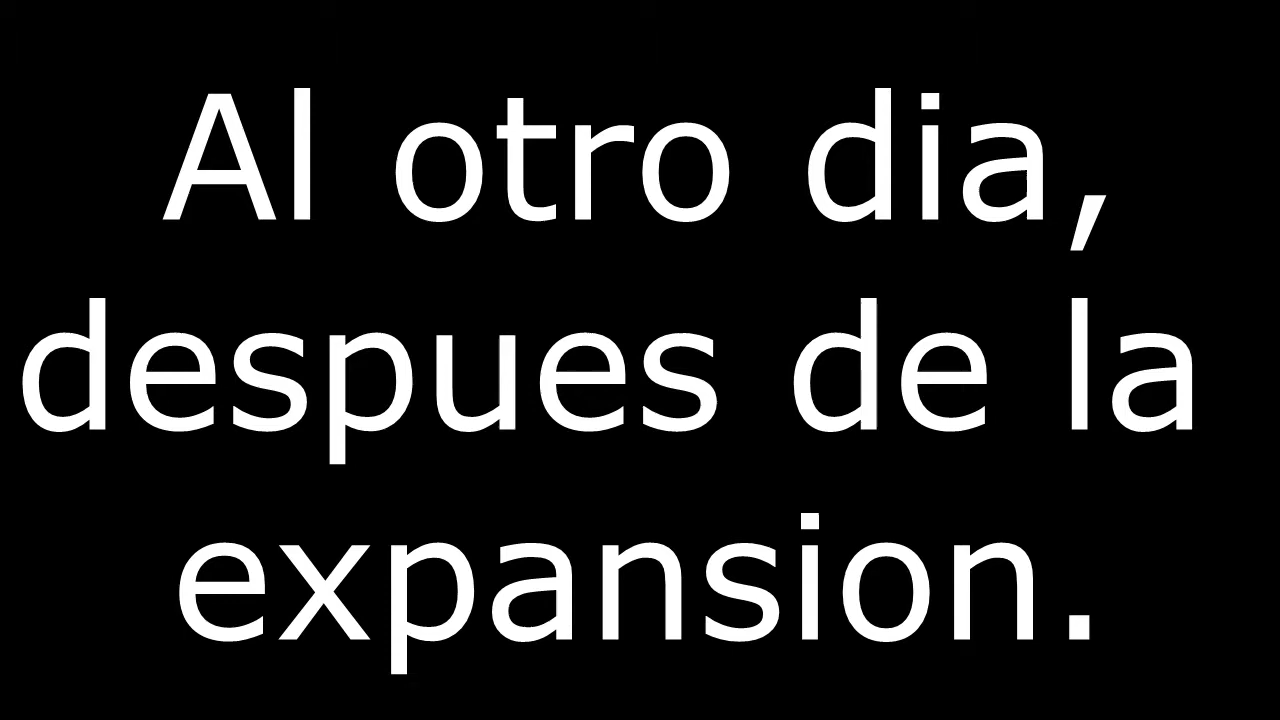 Al otro dia,
despues de la
expansion.